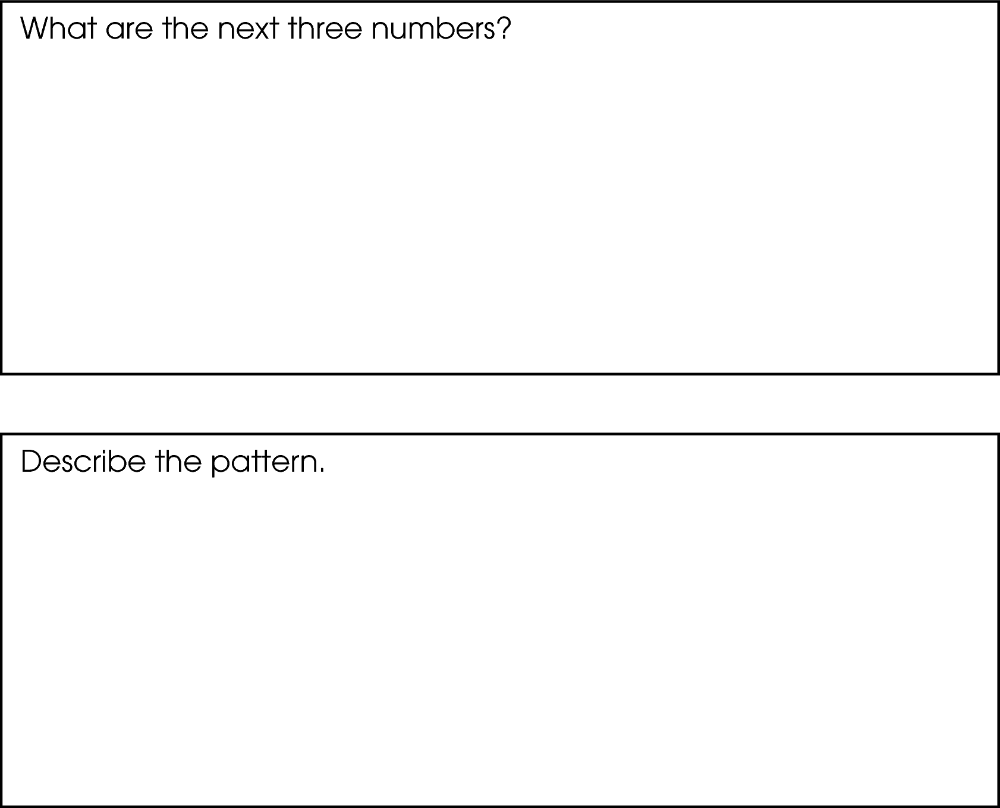 What are the next three numbers?
Describe the pattern.